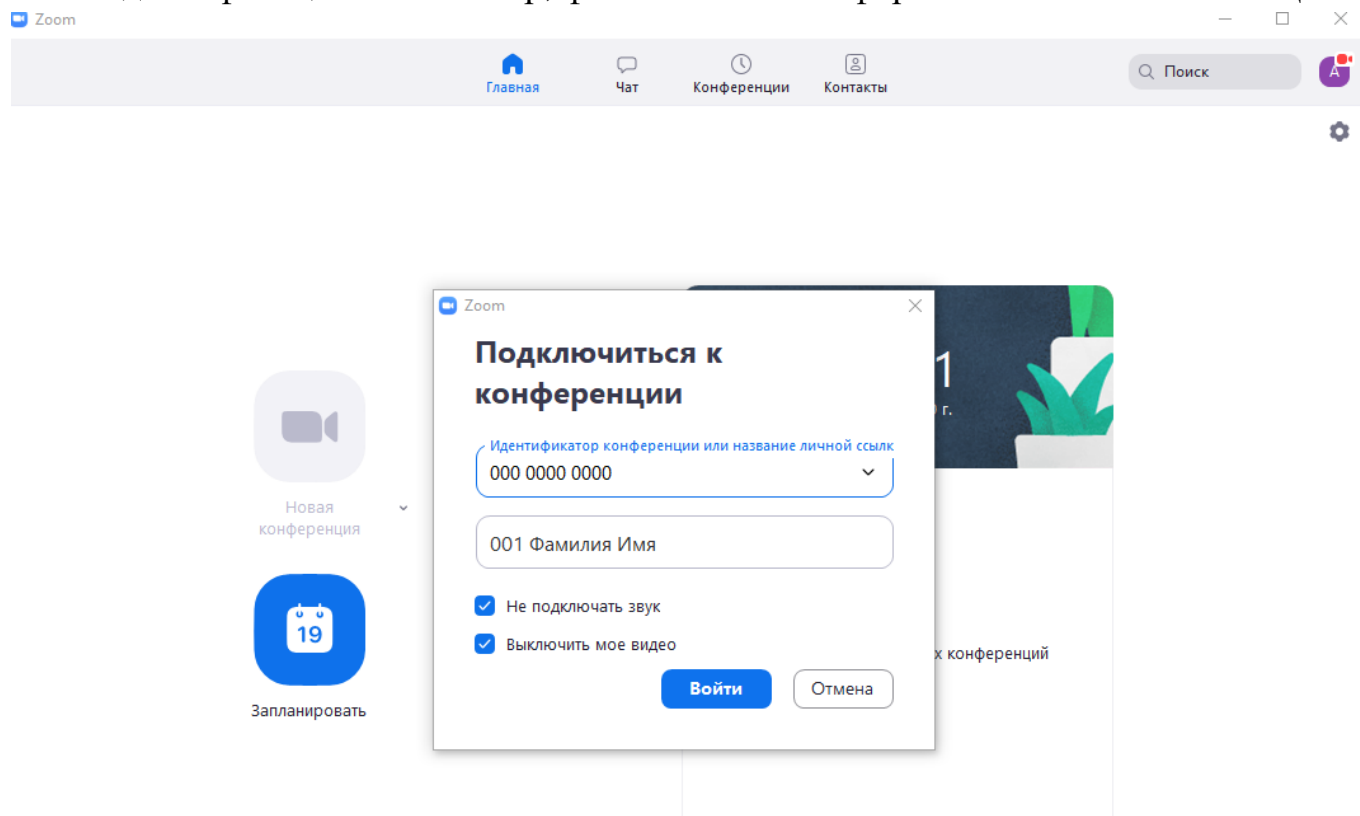 Zoom
Главная
Чат
Конференции
Контакты
Поиск
A
Zoom
Подключиться к
конференции
Идентификатор конференции или название личной ссылк
000 0000 0000
001 Фамилия Имя
Не подключать звук
Выключить мое видео
Войти
Отмена
Новая
конференция
19
Запланировать
1
г.
х конференций